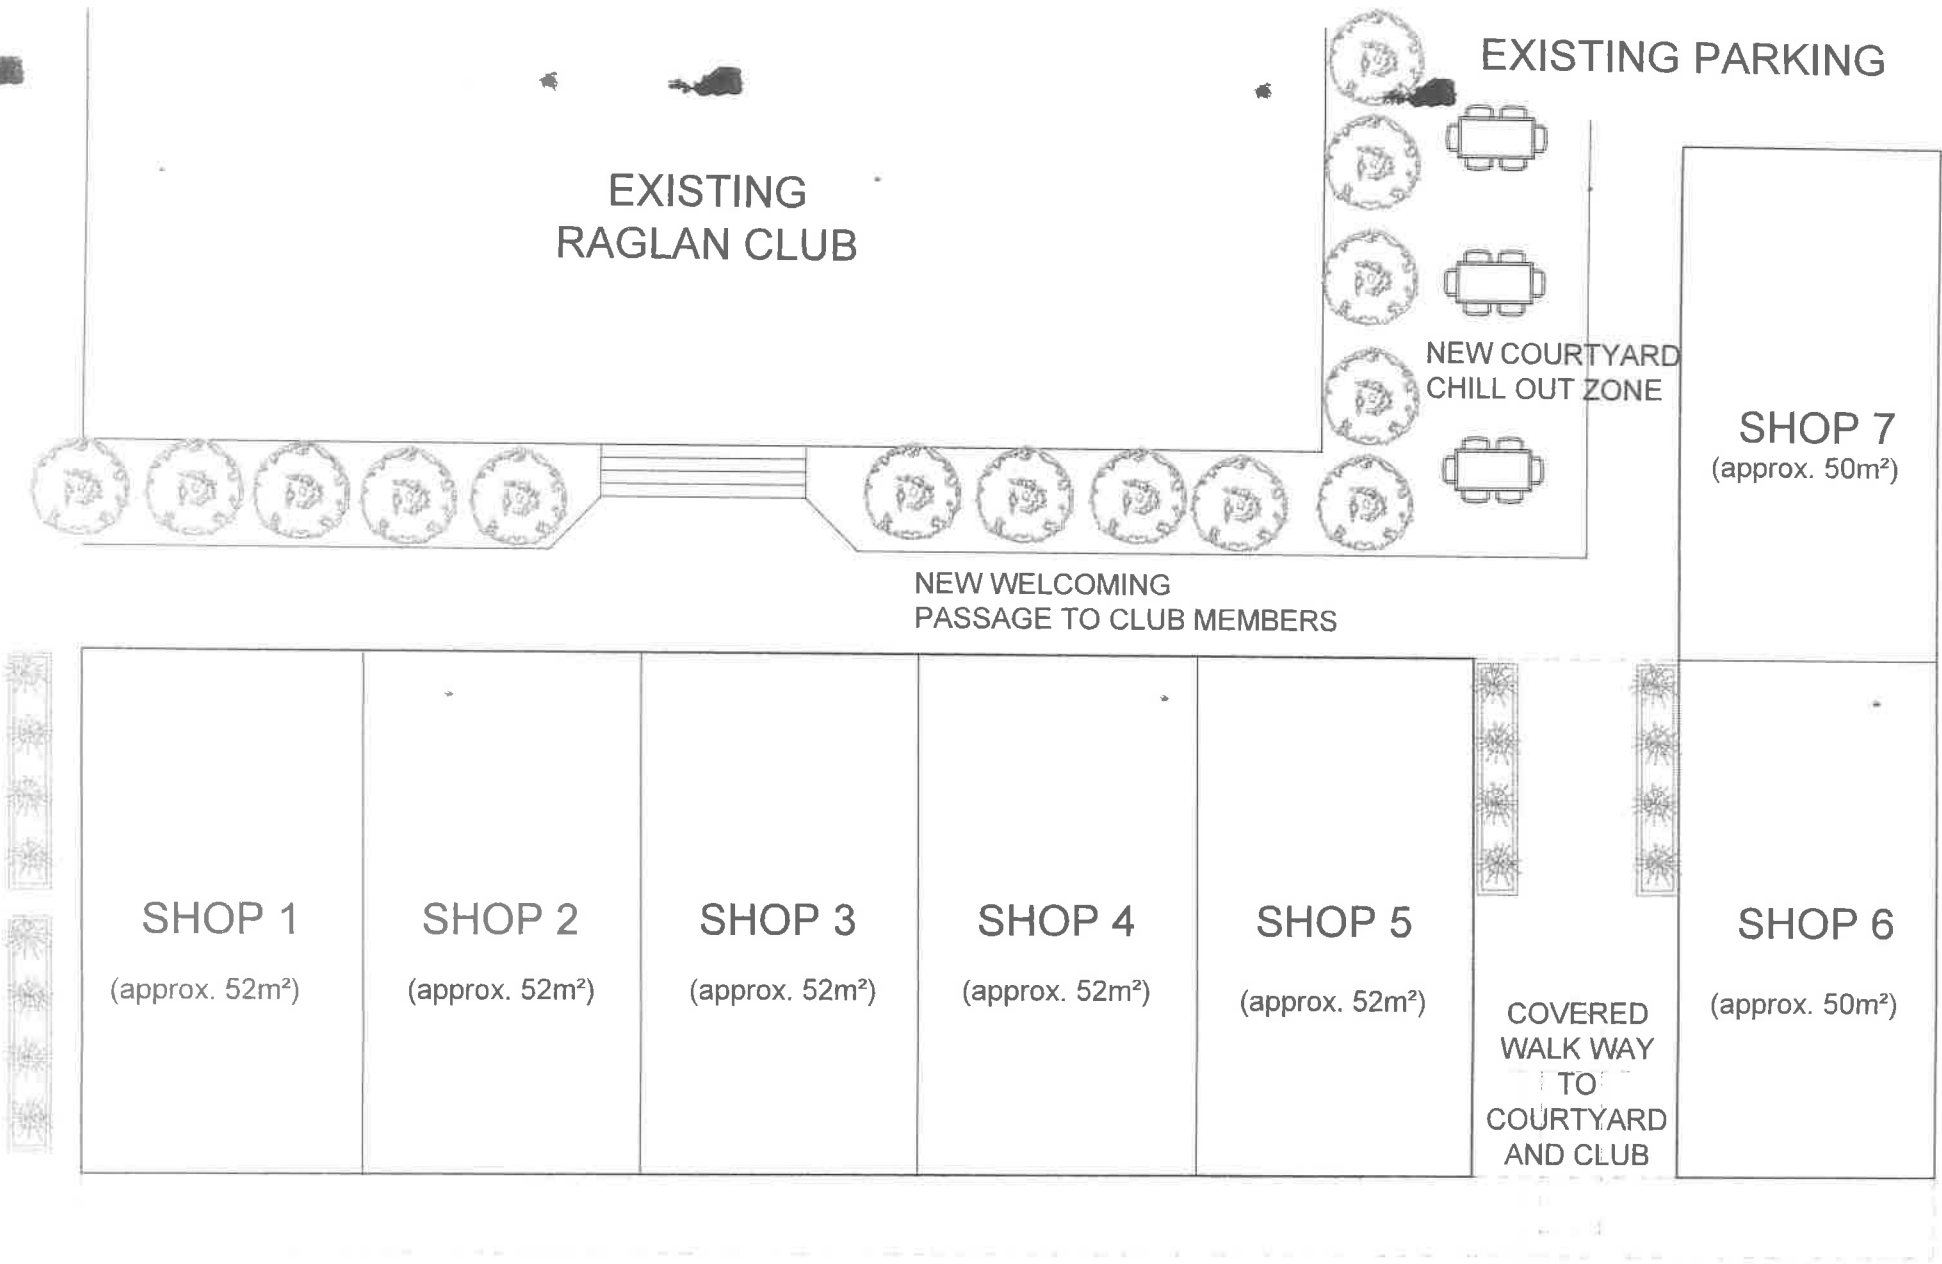 EXISTING PARKING
EXISTING
RAGLAN CLUB
NEW COURTYARD
CHILL OUT ZONE
SHOP 7
(approx. 50m²)
NEW WELCOMING
PASSAGE TO CLUB MEMBERS
SHOP 1
(approx. 52m²)
SHOP 2
(approx. 52m²)
SHOP 3
(approx. 52m²)
SHOP 4
(approx. 52m²)
SHOP 5
(approx. 52m²)
SHOP 6
(approx. 50m²)
COVERED
WALK WAY
TO
COURTYARD
AND CLUB